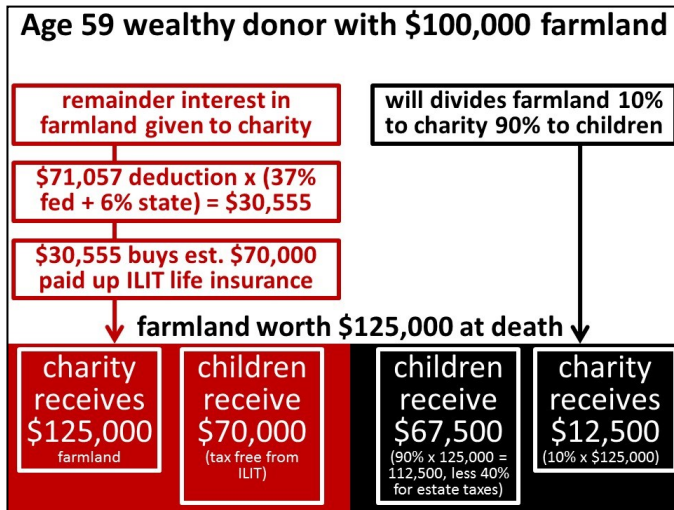 Age 59 wealthy donor with $100,000 farmland
remainder interest in
farmland given to charity
$71,057 deduction x (37%
fed + 6% state) = $30,555
$30,555 buys est. $70,000
paid up ILIT life insurance
will divides farmland 10%
to charity 90% to children
farmland worth $125,000 at death
charity
receives
$125,000
farmland
children
receive
$70,000
(tax free from
ILIT)
children
receive
$67,500
(90% x 125,000 =
112,500, less 40%
for estate taxes)
charity
receives
$12,500
(10% x $125,000)